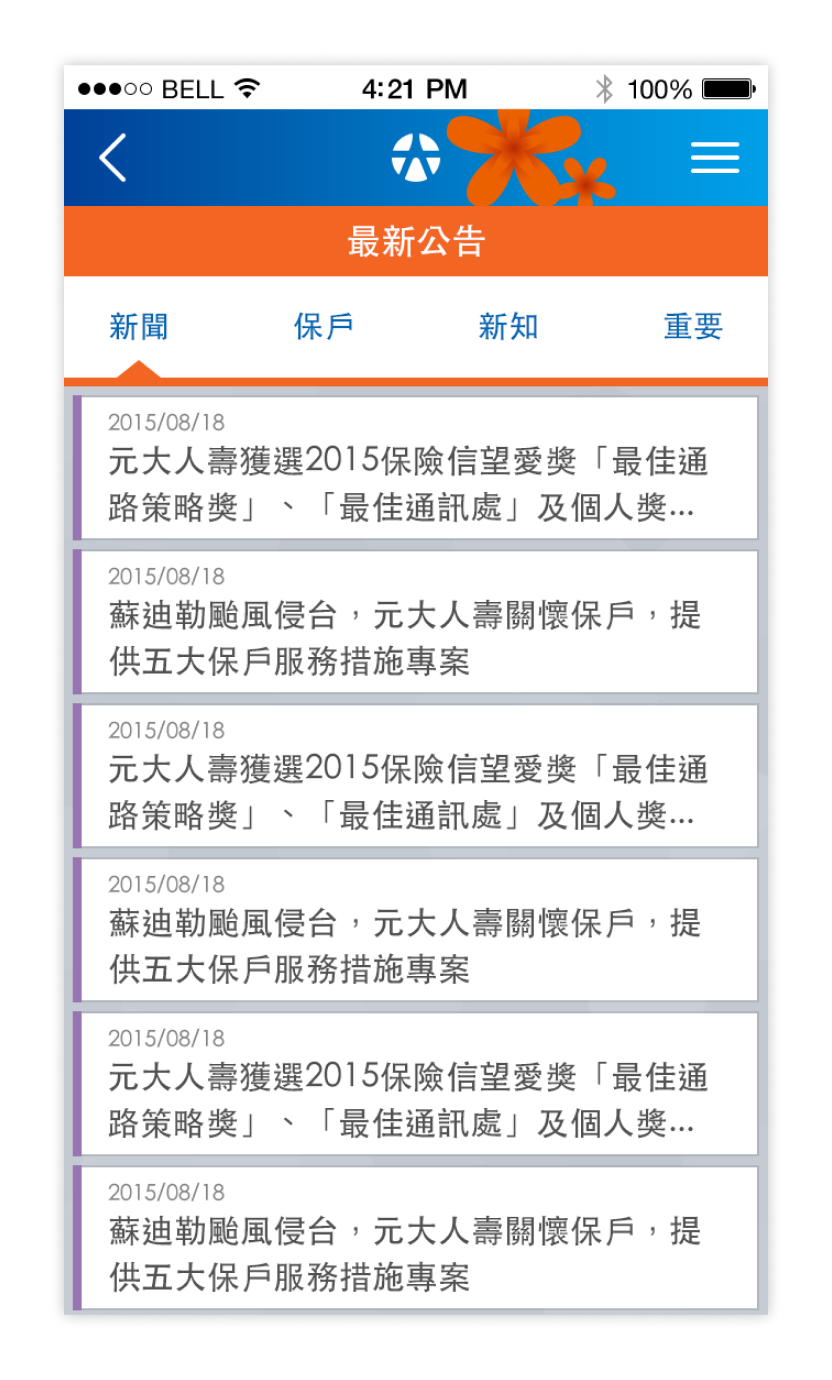 BELL 4:21 PM 100%
最新公告
新聞 保戶 新知 重要
2015/08/18
元大人壽獲選2015保險信望愛獎「最佳通
路策略獎」、「最佳通訊處」及個人獎...
2015/08/18
蘇迪勒颱風侵台，元大人壽關懷保戶，提
供五大保戶服務措施專案
2015/08/18
元大人壽獲選2015保險信望愛獎「最佳通
路策略獎」、「最佳通訊處」及個人獎...
2015/08/18
蘇迪勒颱風侵台，元大人壽關懷保戶，提
供五大保戶服務措施專案
2015/08/18
元大人壽獲選2015保險信望愛獎「最佳通
路策略獎」、「最佳通訊處」及個人獎...
2015/08/18
蘇迪勒颱風侵台，元大人壽關懷保戶，提
供五大保戶服務措施專案